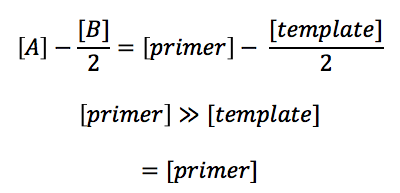 [A] − [B]/2 = [primer] − [template]/2
[primer] ≫ [template]
= [primer]